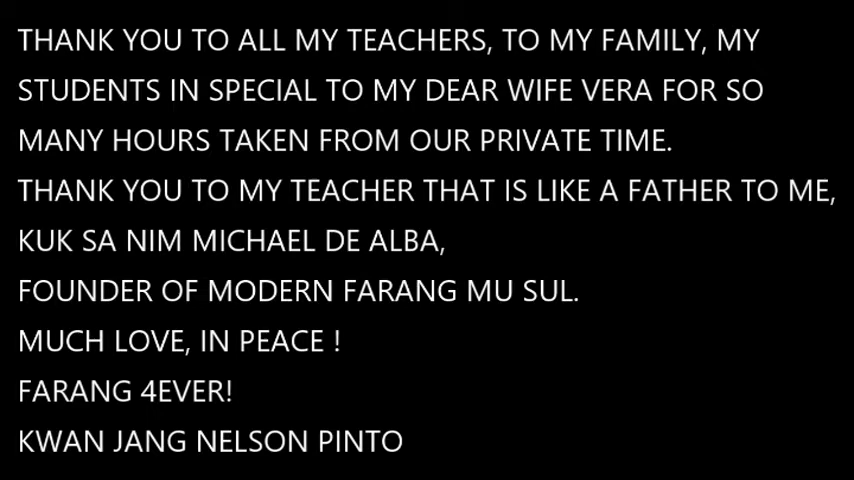 THANK YOU TO ALL MY TEACHERS, TO MY FAMILY, MY
STUDENTS IN SPECIAL TO MY DEAR WIFE VERA FOR SO
MANY HOURS TAKEN FROM OUR PRIVATE TIME.
THANK YOU TO MY TEACHER THAT IS LIKE A FATHER TO ME,
KUK SA NIM MICHAEL DE ALBA,
FOUNDER OF MODERN FARANG MU SUL.
MUCH LOVE, IN PEACE !
FARANG 4EVER!
KWAN JANG NELSON PINTO